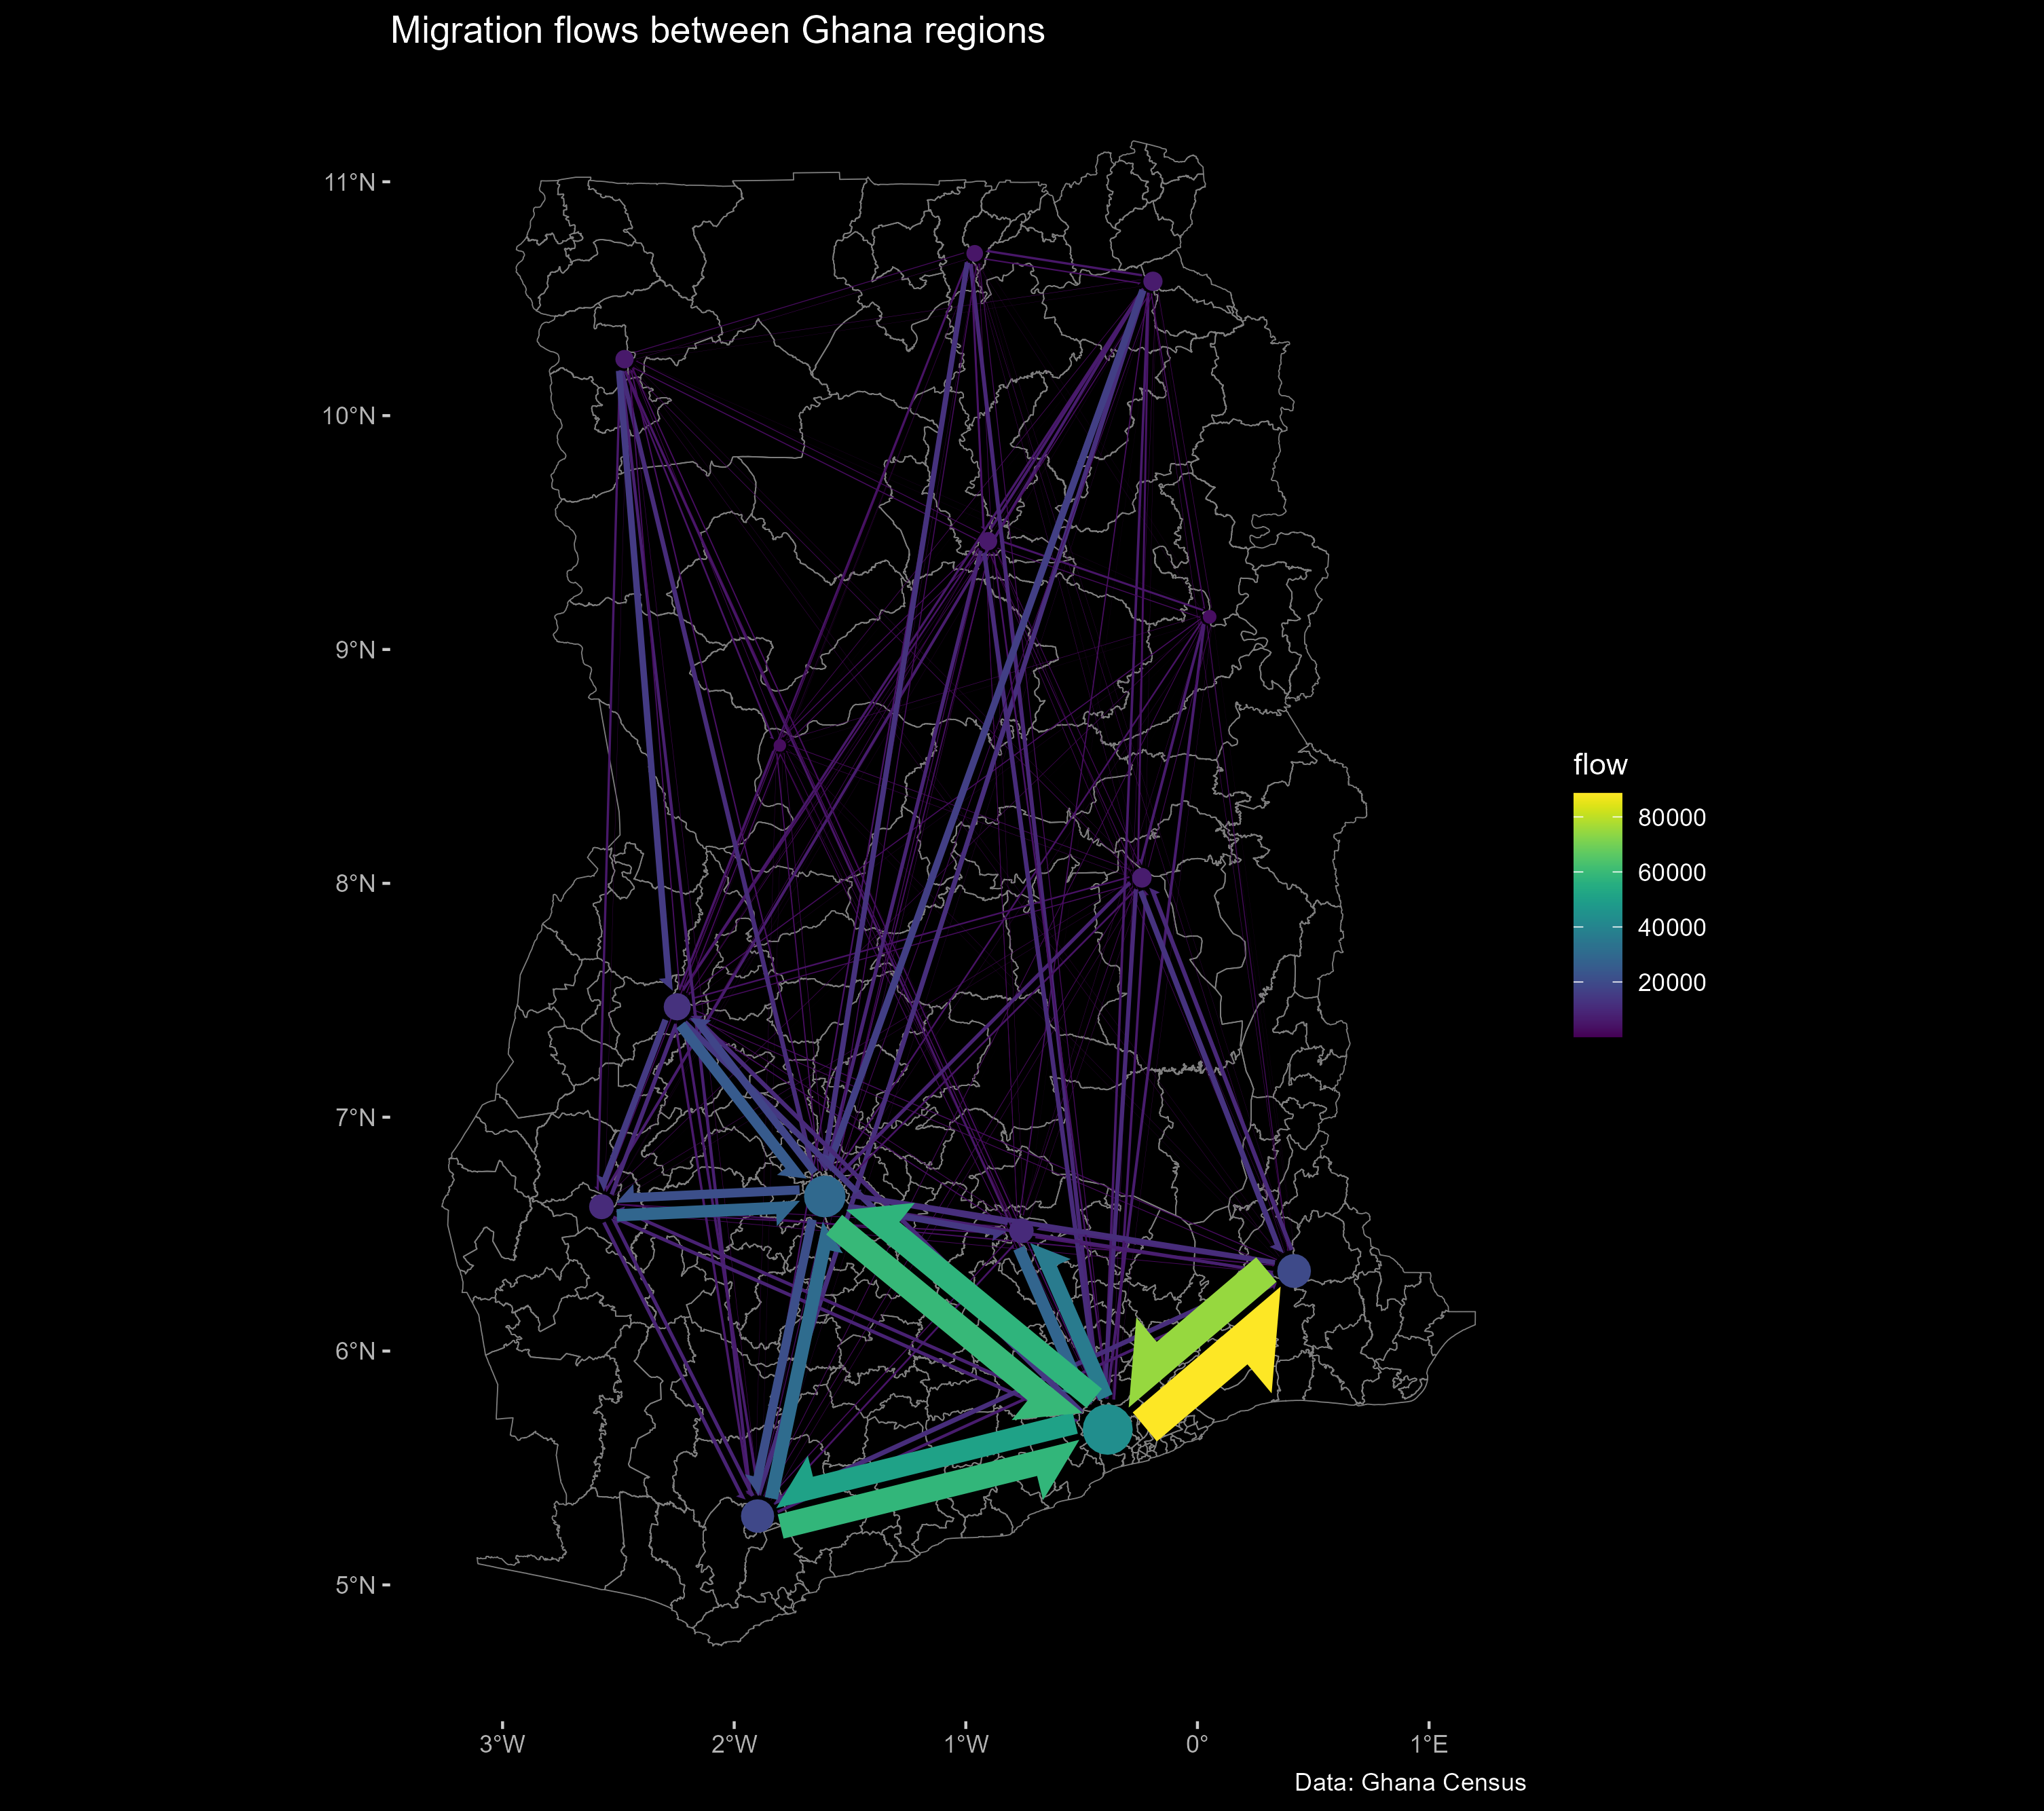 Migration flows between Ghana regions
11°N
10°N
9°N
8°N
7°N
6°N
5°N
3°W
2°W
1°W
0°
1°E
flow
80000
60000
40000
20000
Data: Ghana Census